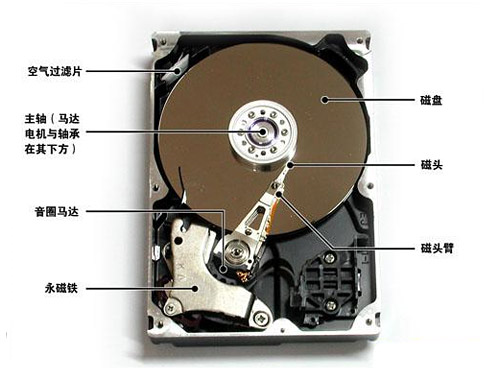 空气过滤片
磁盘
主轴（马达
电机与轴承
在其下方）
磁头
音圈马达
磁头臂
永磁铁